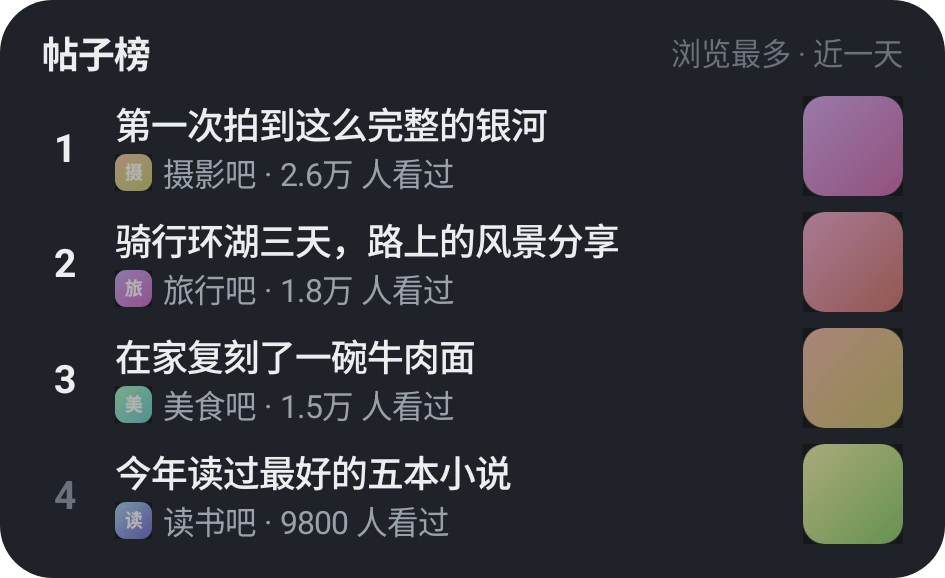 帖子榜
浏览最多 · 近一天
1
第一次拍到这么完整的银河
摄 摄影吧 · 2.6万 人看过
2
骑行环湖三天，路上的风景分享
旅 旅行吧 · 1.8万 人看过
3
在家复刻了一碗牛肉面
美 美食吧 · 1.5万 人看过
4
今年读过最好的五本小说
读 读书吧 · 9800 人看过